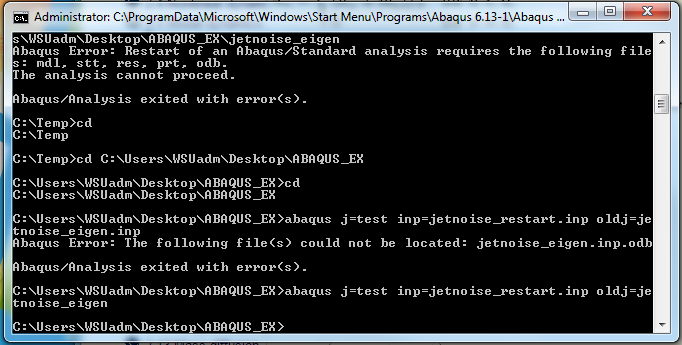 Administrator: C:\ProgramData\Microsoft\Windows\Start Menu\Programs\Abaqus 6.13-1\Abaqus ...
s\WSUadm\Desktop\ABAQUS_EX\jetnoise_eigen
Abaqus Error: Restart of an Abaqus/Standard analysis requires the following file
s: mdl, stt, res, prt, odb.
The analysis cannot proceed.
Abaqus/Analysis exited with error(s).
C:\Temp>cd
C:\Temp
C:\Temp>cd C:\Users\WSUadm\Desktop\ABAQUS_EX
C:\Users\WSUadm\Desktop\ABAQUS_EX>cd
C:\Users\WSUadm\Desktop\ABAQUS_EX
C:\Users\WSUadm\Desktop\ABAQUS_EX>abaqus j=test inp=jetnoise_restart.inp oldj=je
tnoise_eigen.inp
Abaqus Error: The following file(s) could not be located: jetnoise_eigen.inp.odb
Abaqus/Analysis exited with error(s).
C:\Users\WSUadm\Desktop\ABAQUS_EX>abaqus j=test inp=jetnoise_restart.inp oldj=je
tnoise_eigen
C:\Users\WSUadm\Desktop\ABAQUS_EX>